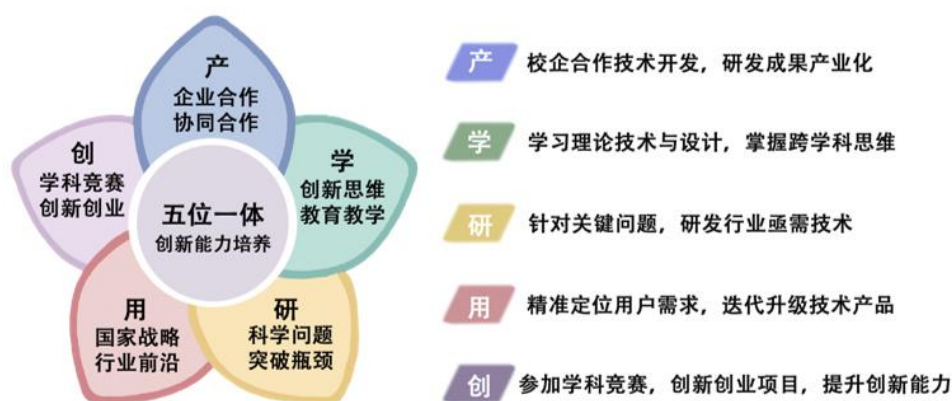 产
企业合作
协同合作
学
创新思维
教育教学
研
科学问题
突破瓶颈
用
国家战略
行业前沿
创
学科竞赛
创新创业
五位一体
创新能力培养
产 校企合作技术开发，研发成果产业化
学 学习理论技术与设计，掌握跨学科思维
研 针对关键问题，研发行业亟需技术
用 精准定位用户需求，迭代升级技术产品
创 参加学科竞赛，创新创业项目，提升创新能力